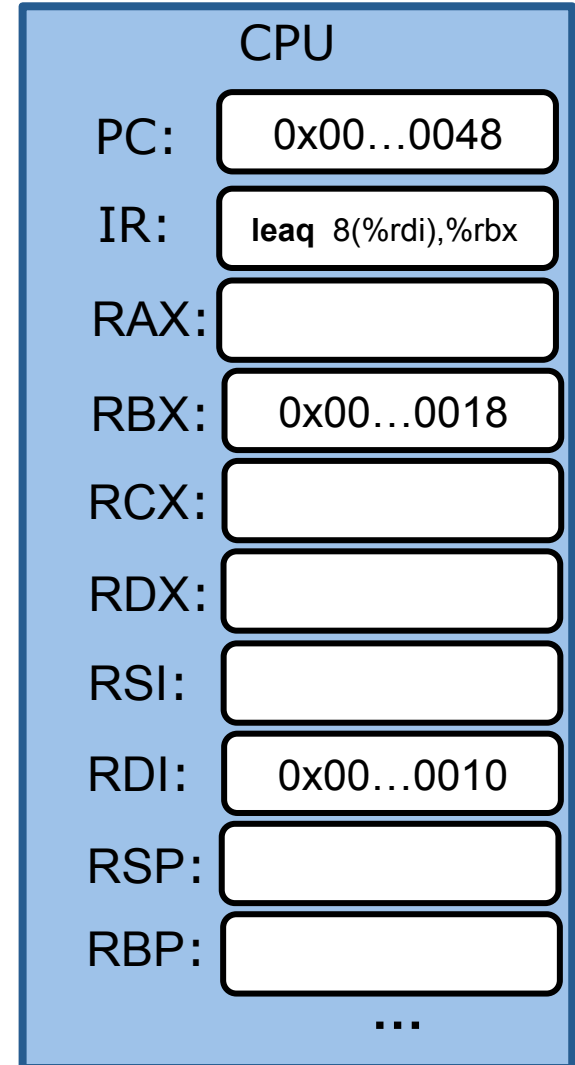 CPU
PC: 0x00…0048
IR: leaq 8(%rdi),%rbx
RAX:
RBX: 0x00…0018
RCX:
RDX:
RSI:
RDI: 0x00…0010
RSP:
RBP:
…